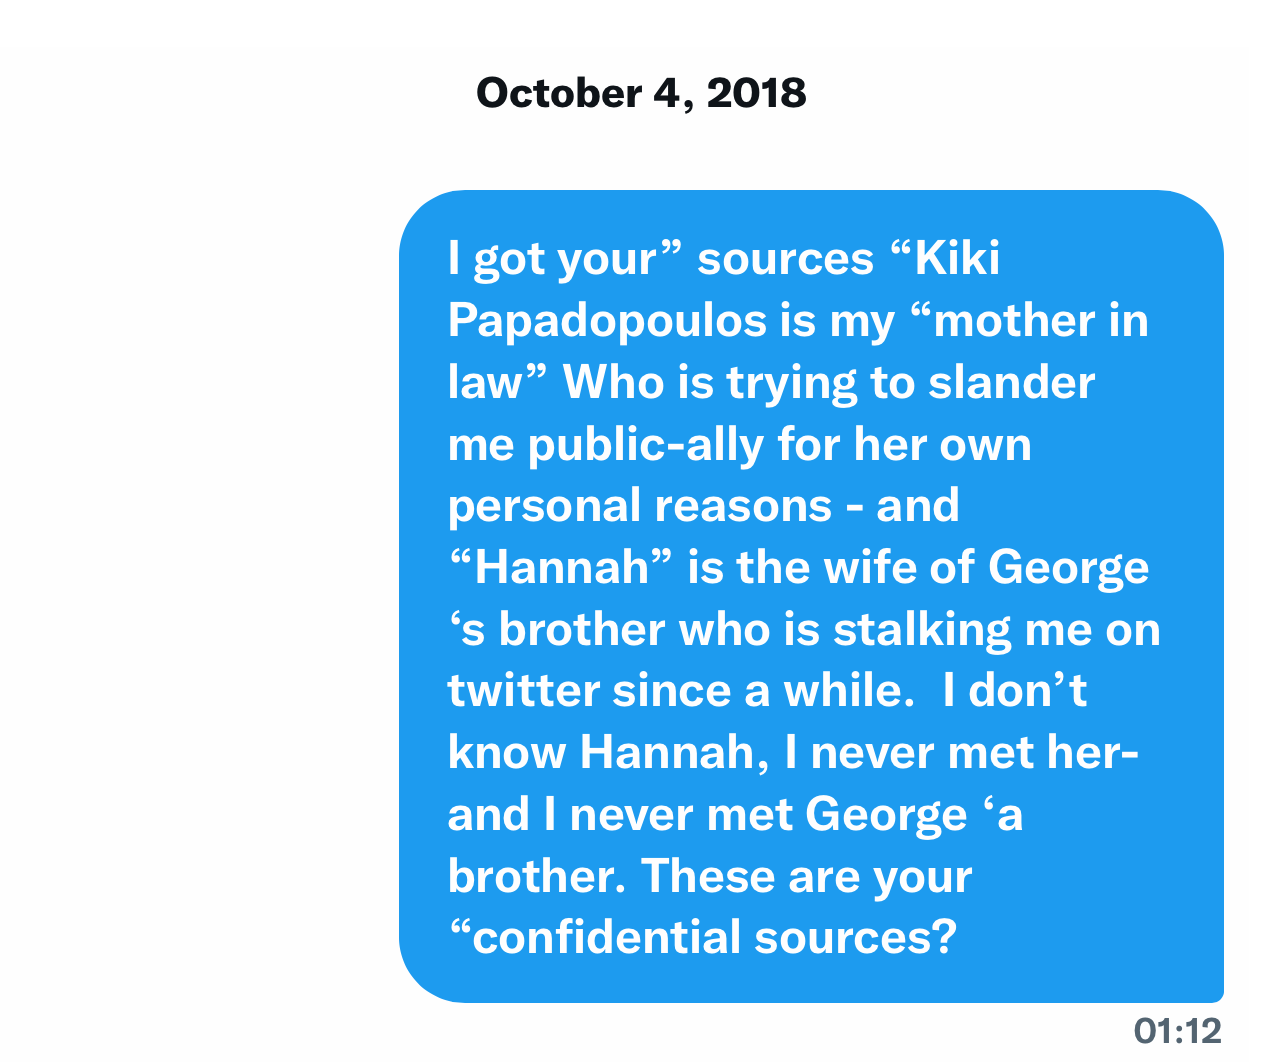 October 4, 2018
I got your” sources “Kiki
Papadopoulos is my “mother in
law” Who is trying to slander
me public-ally for her own
personal reasons - and
“Hannah” is the wife of George
‘s brother who is stalking me on
twitter since a while.  I don’t
know Hannah, I never met her-
and I never met George ‘a
brother. These are your
“confidential sources?
01:12